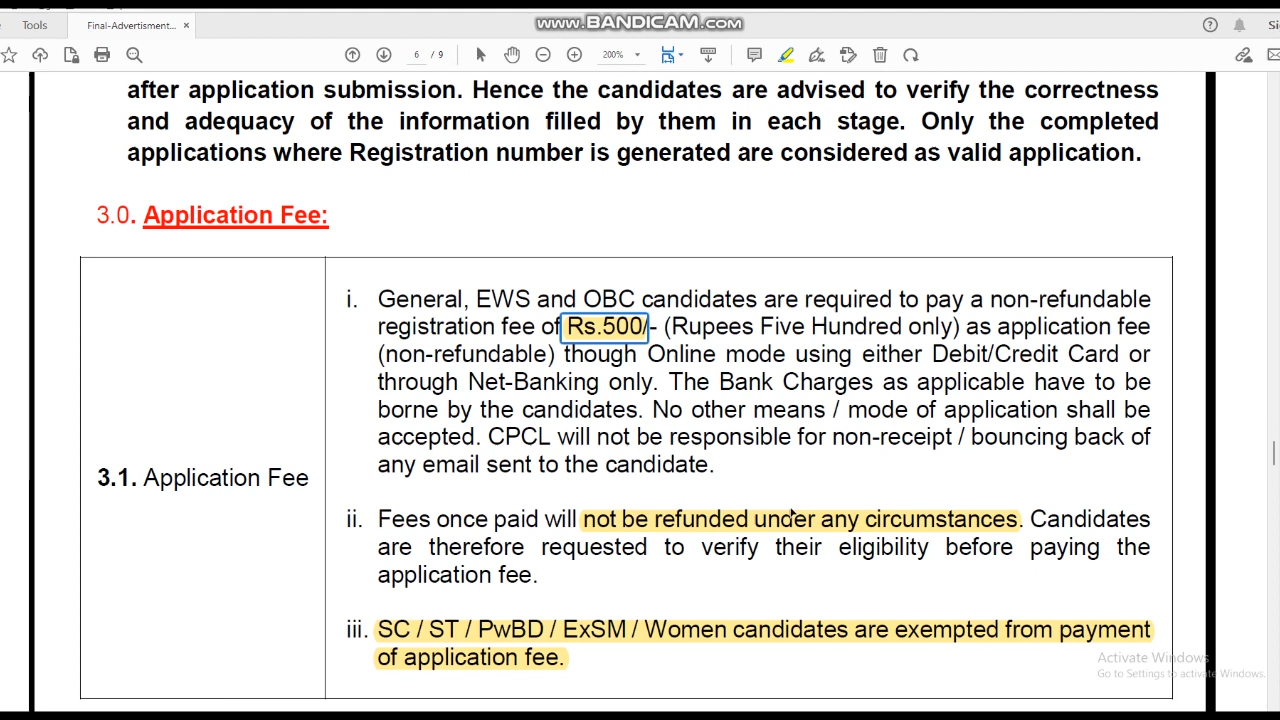 Tools
Final-Advertisment... ×
www.BANDICAM.com
6 / 9
200%
after application submission. Hence the candidates are advised to verify the correctness
and adequacy of the information filled by them in each stage. Only the completed
applications where Registration number is generated are considered as valid application.
3.0. Application Fee:
3.1. Application Fee
i. General, EWS and OBC candidates are required to pay a non-refundable
registration fee of Rs.500/- (Rupees Five Hundred only) as application fee
(non-refundable) though Online mode using either Debit/Credit Card or
through Net-Banking only. The Bank Charges as applicable have to be
borne by the candidates. No other means / mode of application shall be
accepted. CPCL will not be responsible for non-receipt / bouncing back of
any email sent to the candidate.
ii. Fees once paid will not be refunded under any circumstances. Candidates
are therefore requested to verify their eligibility before paying the
application fee.
iii. SC / ST / PwBD / ExSM / Women candidates are exempted from payment
of application fee.
Activate Windows
Go to Settings to activate Windows.